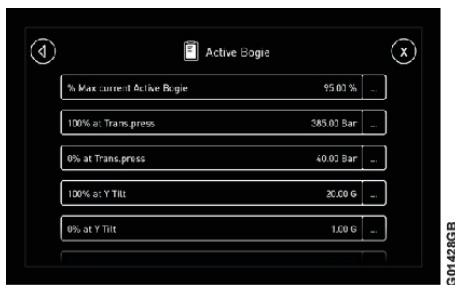 Active Bogie
x
% Max current Active Bogie 95.00 % ...
100% at Trans.press 385.00 Bar ...
0% at Trans.press 40.00 Bar ...
100% at Y Tilt 20.00 G ...
0% at Y Tilt 1.00 G ...
G01428GB